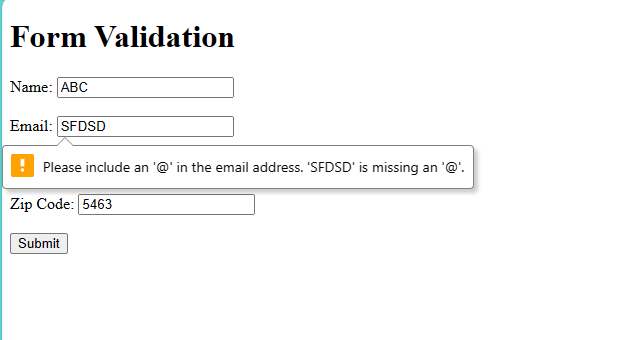 Form Validation
Name: ABC
Email: SFDSD
Please include an '@' in the email address. 'SFDSD' is missing an '@'.
Zip Code: 5463
Submit